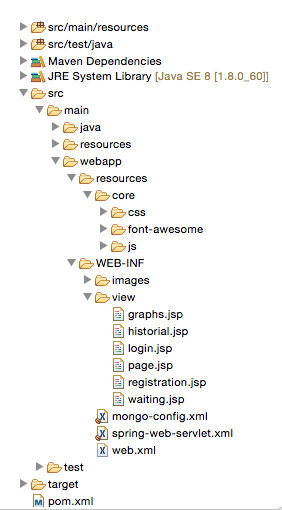 src/main/resources
src/test/java
Maven Dependencies
JRE System Library [Java SE 8 [1.8.0_60]]
src
main
java
resources
webapp
resources
core
css
font-awesome
js
WEB-INF
images
view
graphs.jsp
historial.jsp
login.jsp
page.jsp
registration.jsp
waiting.jsp
mongo-config.xml
spring-web-servlet.xml
web.xml
test
target
pom.xml